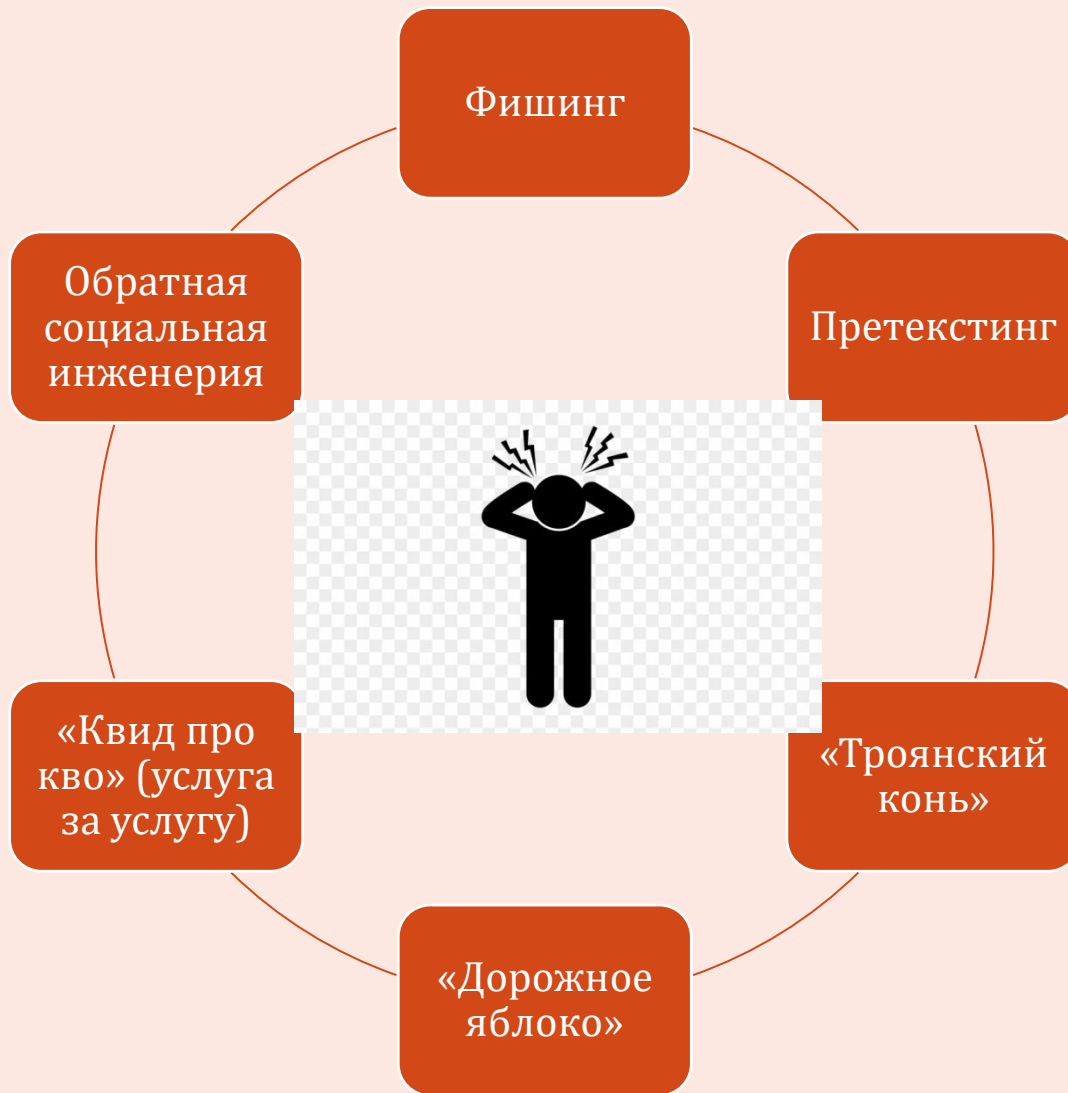 Фишинг
Обратная
социальная
инженерия
Претекстинг
«Квид про
кво» (услуга
за услугу)
«Троянский
конь»
«Дорожное
яблоко»